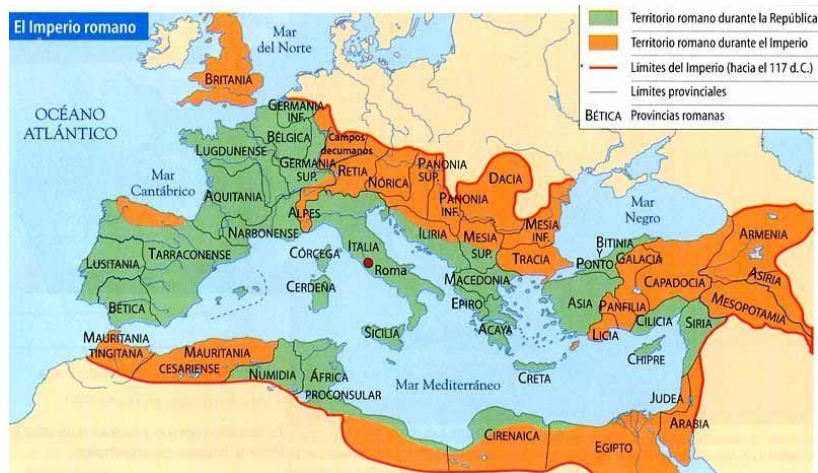 El Imperio romano
Territorio romano durante la República
Territorio romano durante el Imperio
Límites del Imperio (hacia el 117 d.C.)
Límites provinciales
BÉTICA Provincias romanas
Mar
del Norte
OCÉANO
ATLÁNTICO
Mar
Cantábrico
Mar
Negro
Mar Mediterráneo
BRITANIA
GERMANIA
INF.
BÉLGICA
LUGDUNENSE
GERMANIA
SUP.
Campos
decumanos
RETIA
NÓRICA
PANONIA
SUP.
PANONIA
INF.
DACIA
AQUITANIA
ALPES
NARBONENSE
ILIRIA
MESIA
SUP.
MESIA
INF.
TRACIA
ITALIA
Roma
CÓRCEGA
CERDEÑA
SICILIA
MACEDONIA
EPIRO
ACAYA
CRETA
LUSITANIA
TARRACONENSE
BÉTICA
MAURITANIA
TINGITANA
MAURITANIA
CESARIENSE
NUMIDIA
ÁFRICA
PROCONSULAR
CIRENAICA
EGIPTO
BITINIA
Y
PONTO
GALACIA
CAPADOCIA
ARMENIA
ASIRIA
MESOPOTAMIA
ASIA
PANFILIA
LICIA
CILICIA
SIRIA
CHIPRE
JUDEA
ARABIA